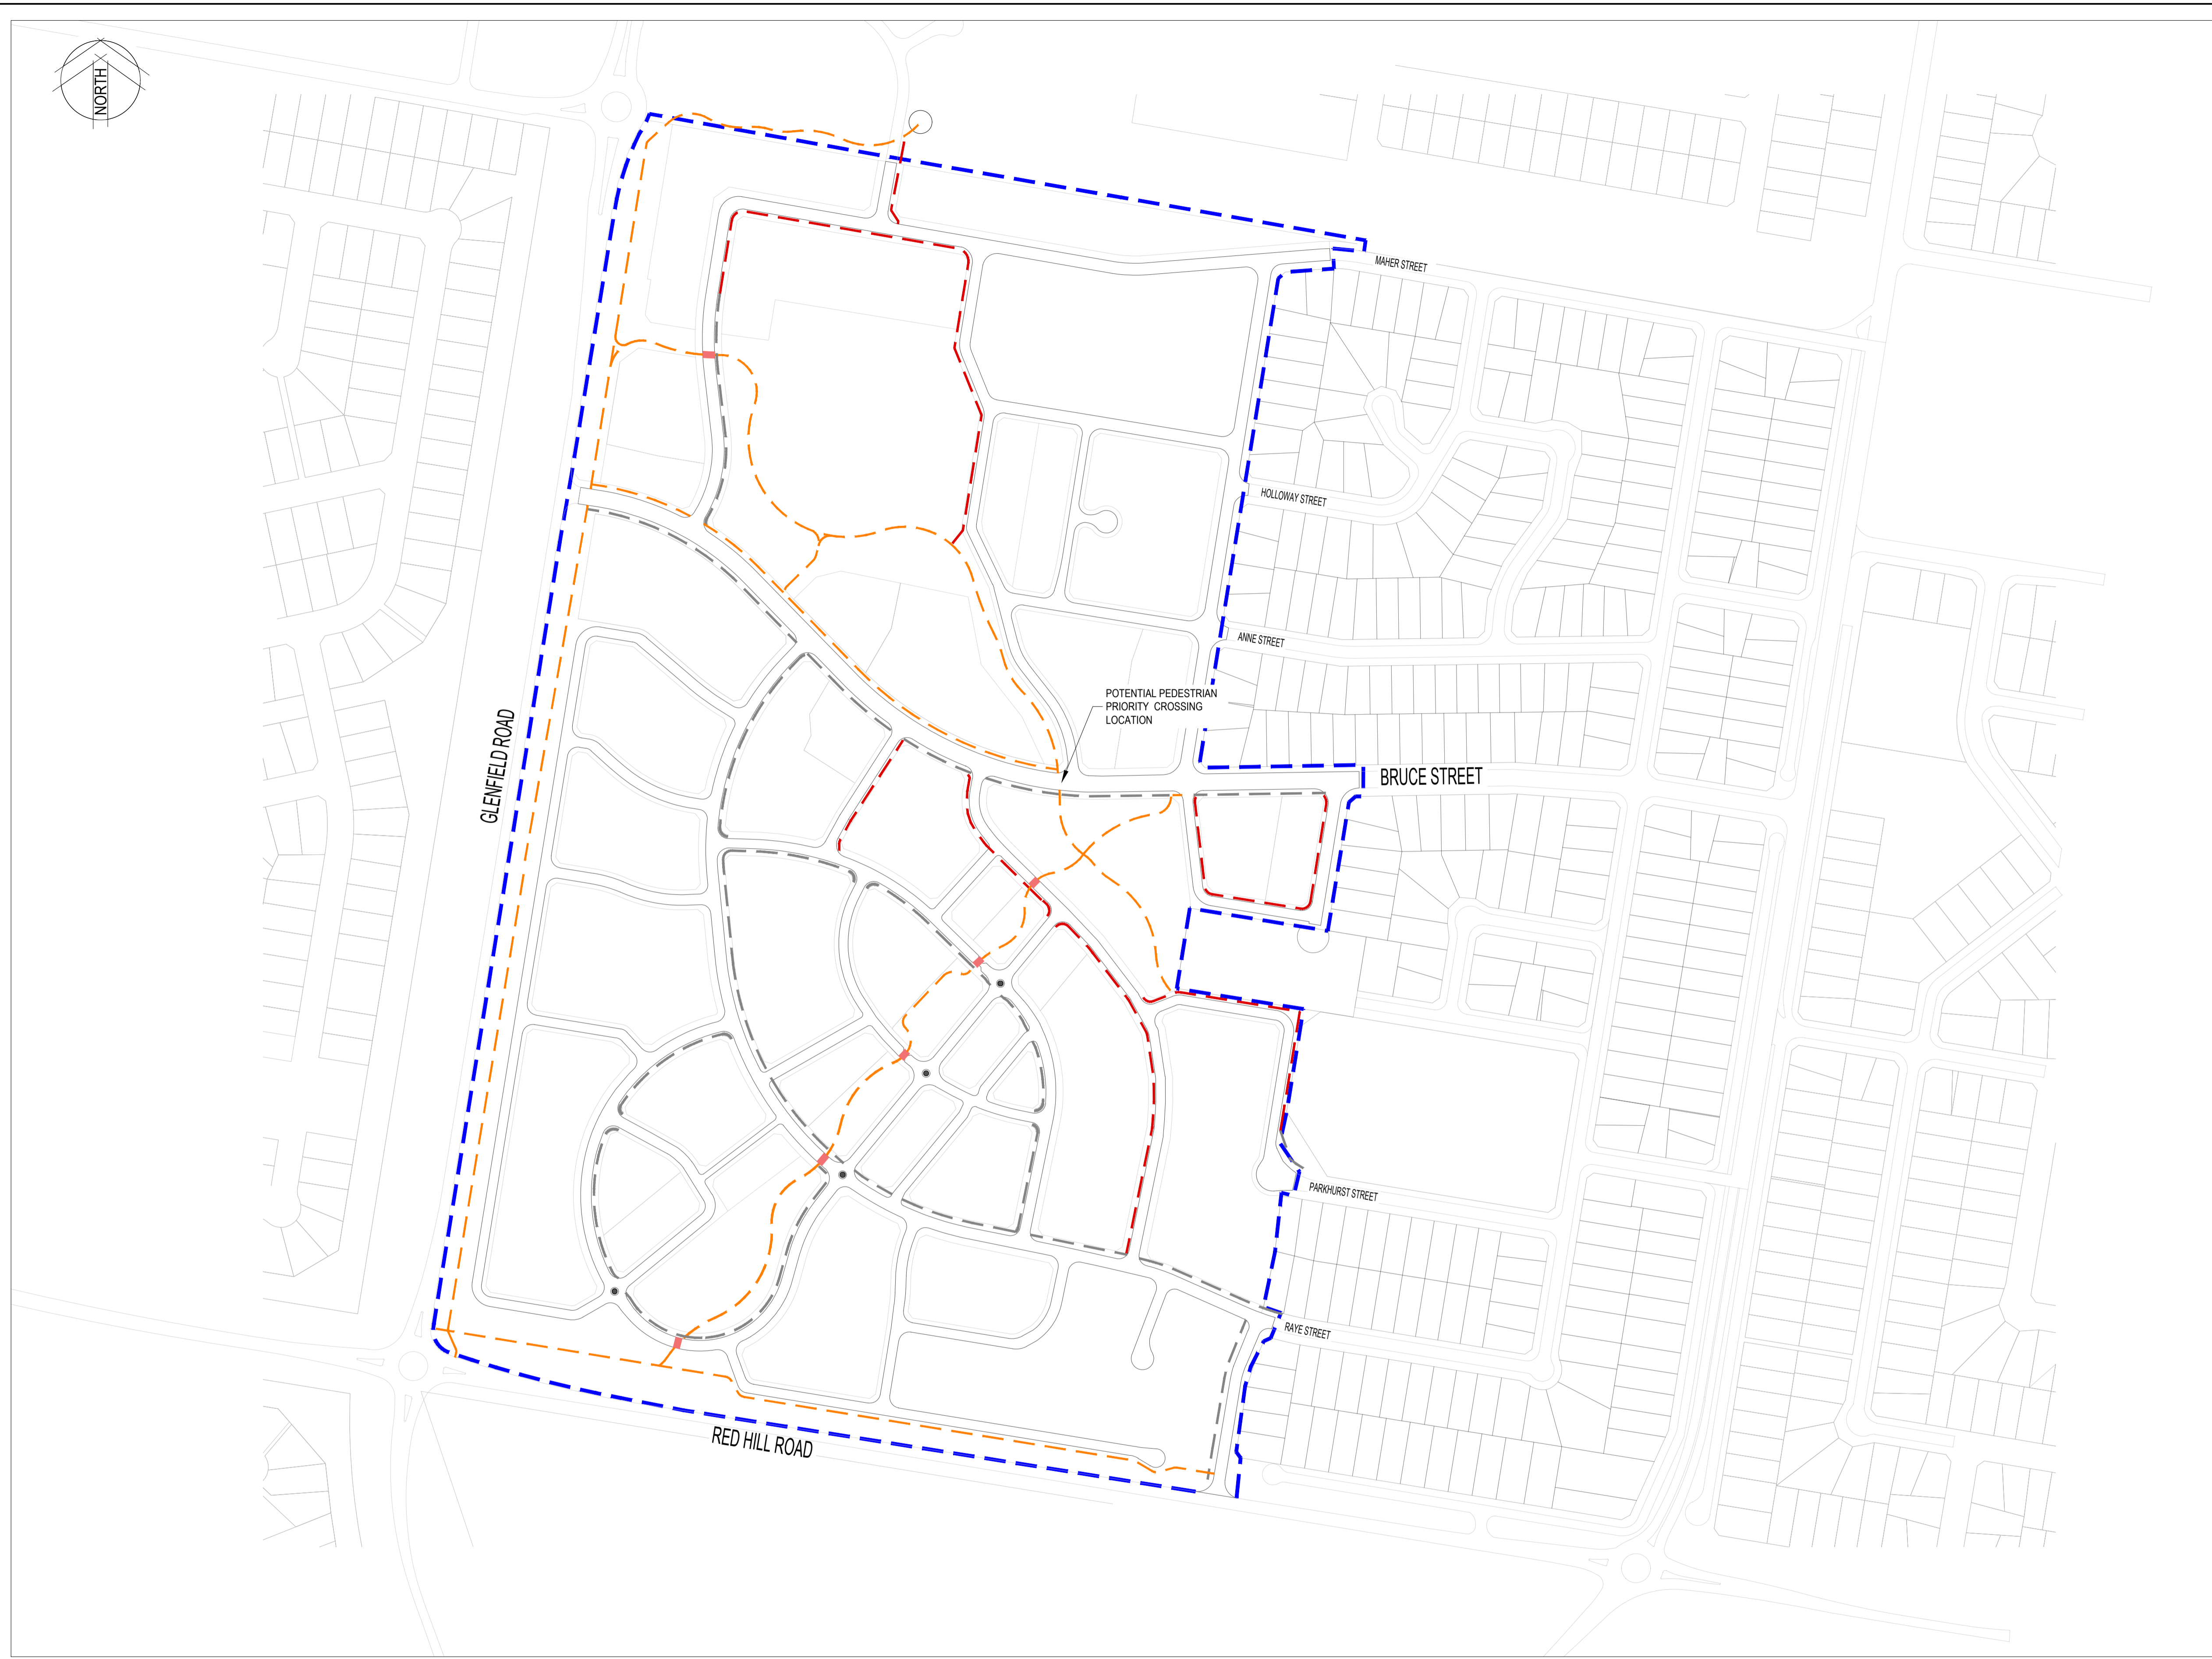 NORTH
MAHER STREET
HOLLOWAY STREET
ANNE STREET
POTENTIAL PEDESTRIAN
PRIORITY CROSSING
LOCATION
GLENFIELD ROAD
BRUCE STREET
PARKHURST STREET
RAYE STREET
RED HILL ROAD